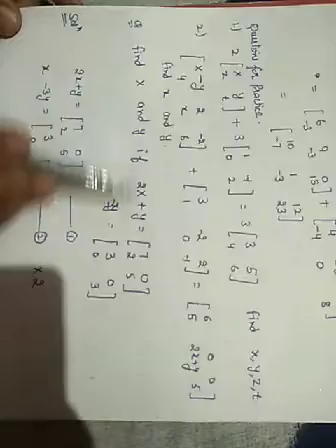 = [ 6 9 0
-3 3 15 ] + [
-4 0
8 ]
= [ 10 1 12
-7 -3 23 ]
Questions for Practice.
1) 2 [ x y
z t ] + 3 [ 1 -1
0 2 ] = 3 [ 3 5
4 6 ] find x, y, z, t
2) [ x-y 2 -2
4 x 6 ] + [ 3 -2 2
1 0 -1 ] = [ 6 0 0
5 2x+y 5 ]
find x and y.
Q find x and y if 2x + y = [ 7 0
2 5 ]
-3y = [ 3 0
0 3 ]
Solⁿ
2x+y = [ 7 0
2 5 ] ——— ①
x -3y = [ 3
0 ——— ② × 2